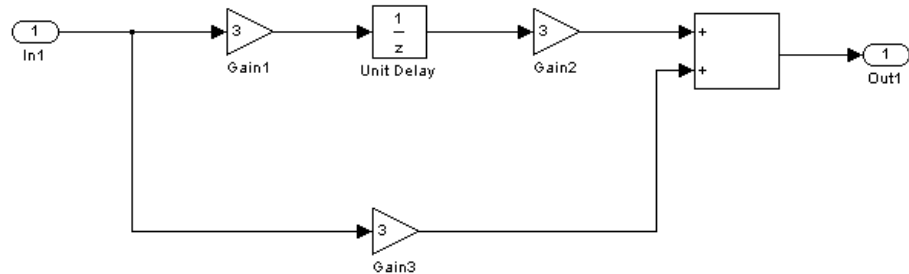 1
In1
3
Gain1
1
z
Unit Delay
3
Gain2
+
+
1
Out1
3
Gain3